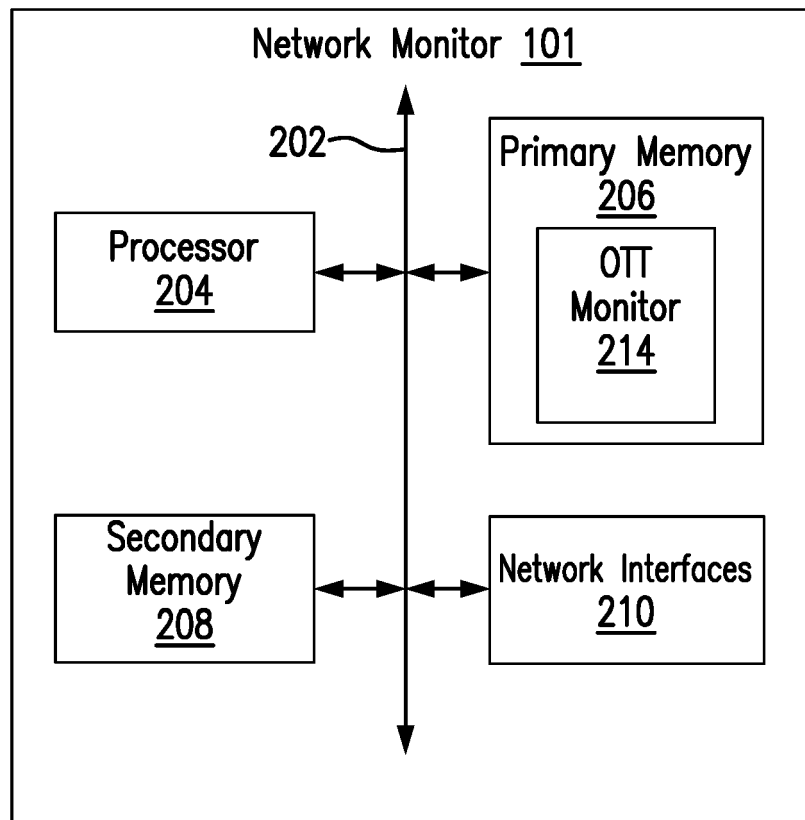 Network Monitor 101
202
Primary Memory
206
Processor
204
OTT
Monitor
214
Secondary
Memory
208
Network Interfaces
210